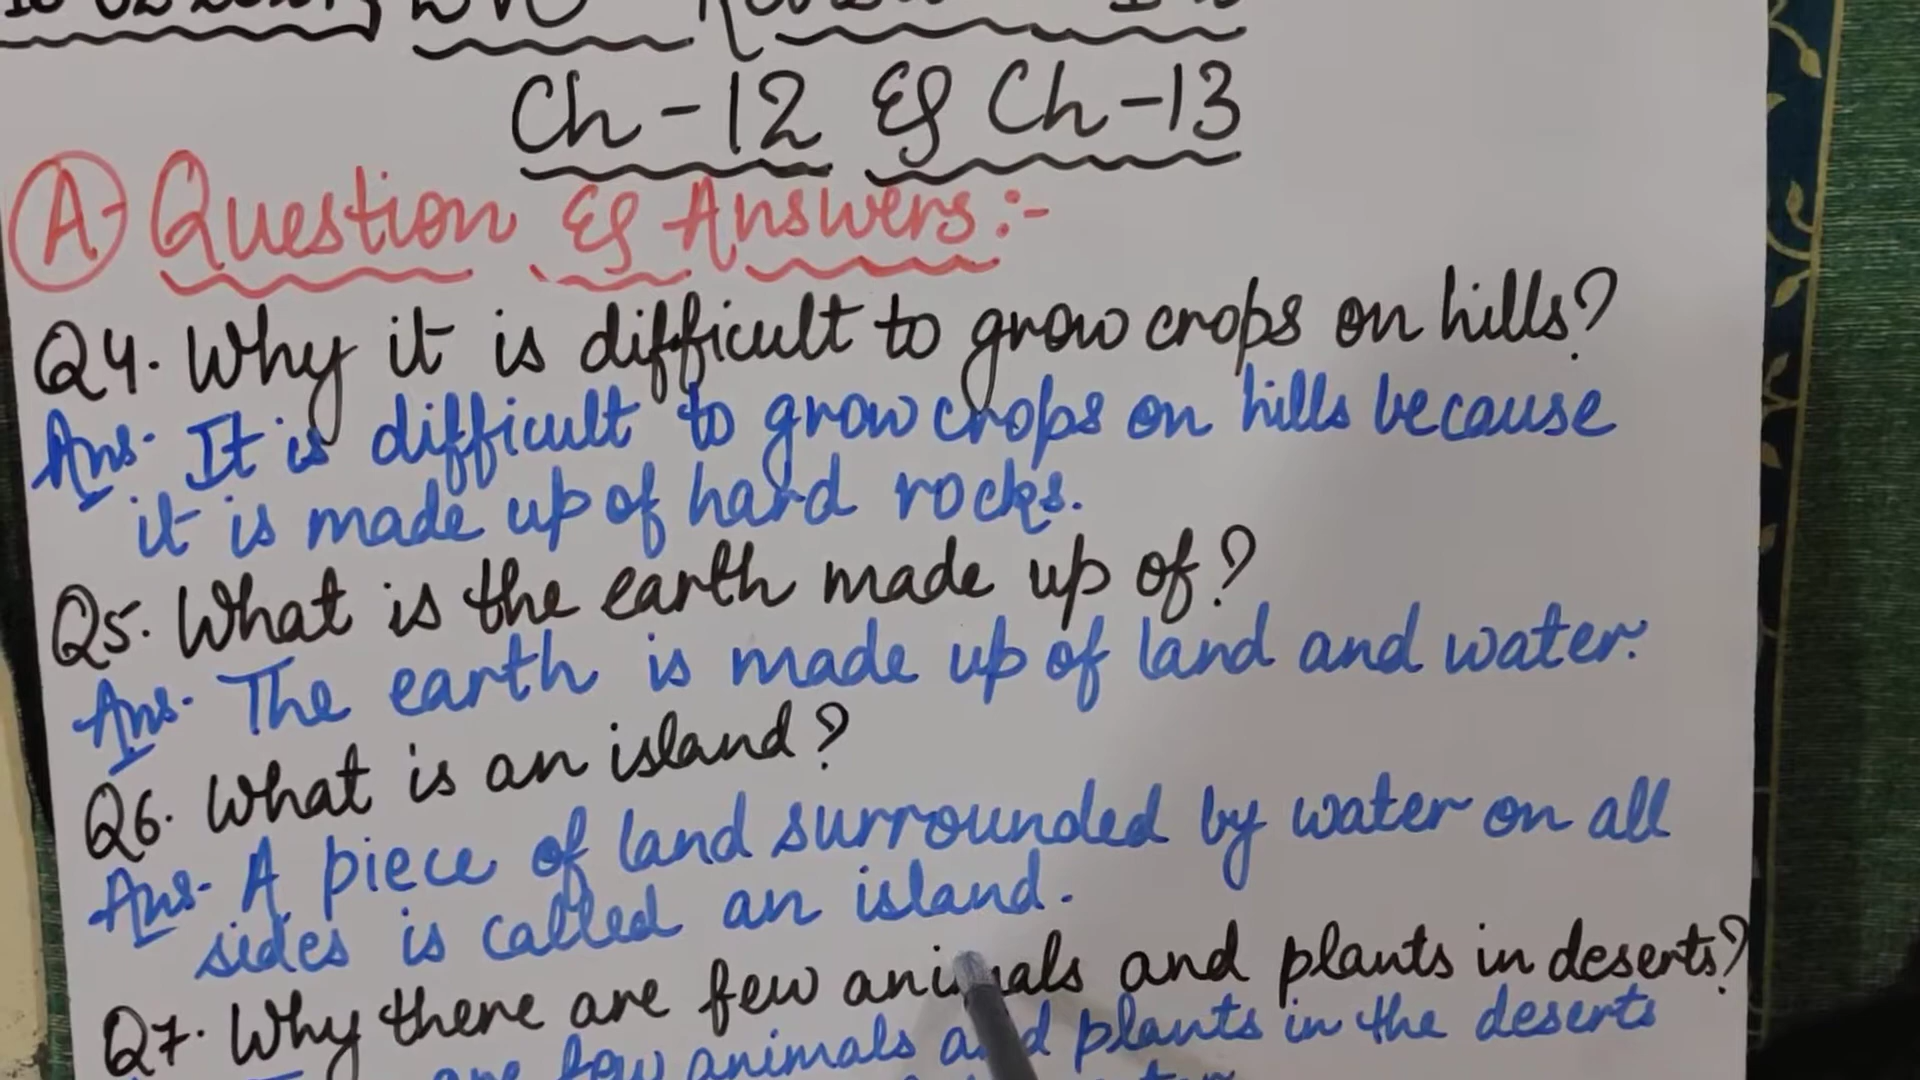 Ch-12 & Ch-13
A- Question & Answers:-
Q4. Why it is difficult to grow crops on hills?
Ans. It is difficult to grow crops on hills because
it is made up of hard rocks.
Q5. What is the earth made up of?
Ans. The earth is made up of land and water.
Q6. What is an island?
Ans- A piece of land surrounded by water on all
sides is called an island.
Q7. Why there are few animals and plants in deserts?
are few animals and plants in the deserts